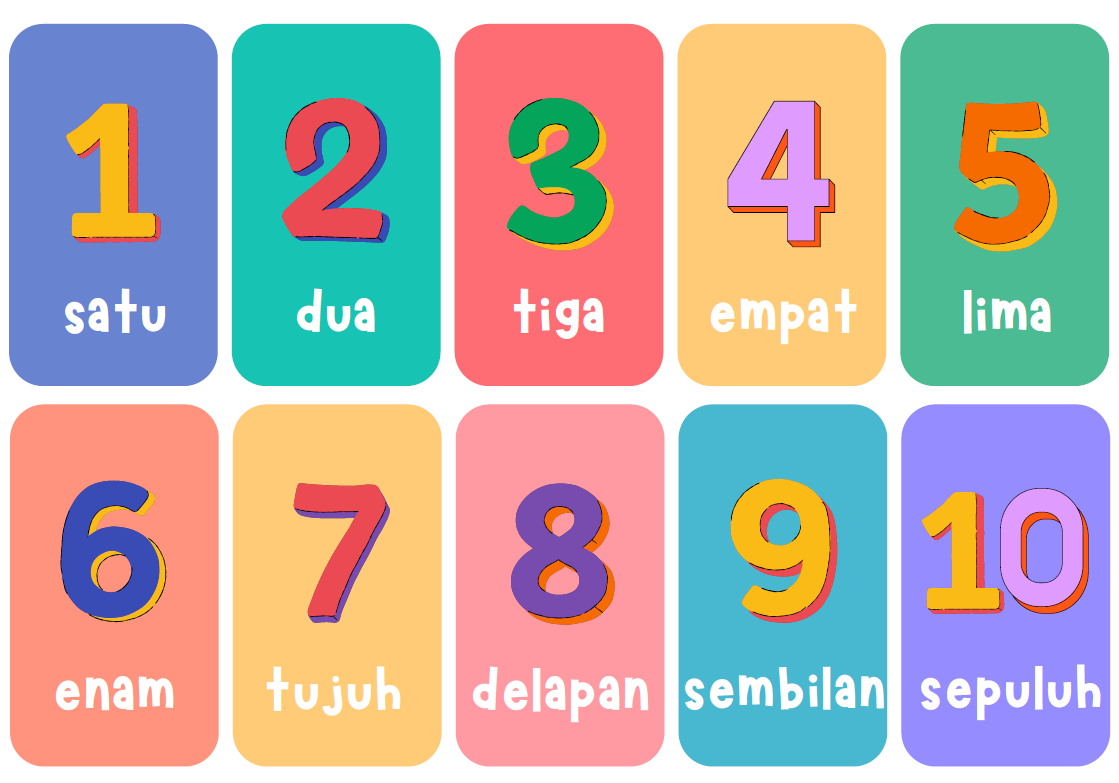 1 2 3 4 5
satu dua tiga empat lima
6 7 8 9 10
enam tujuh delapan sembilan sepuluh